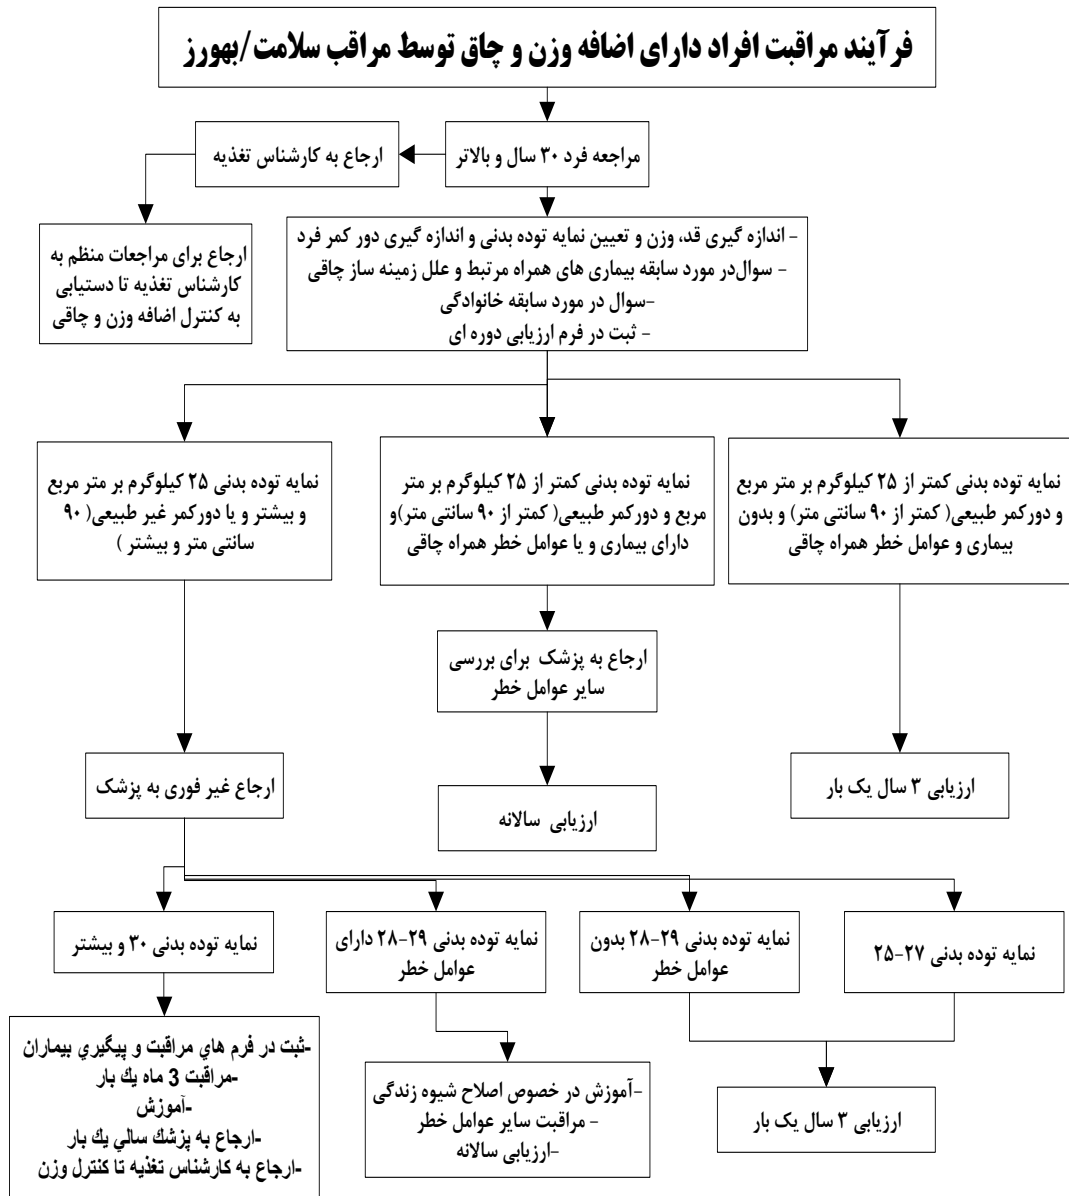 فرآیند مراقبت افراد دارای اضافه وزن و چاق توسط مراقب سلامت/بهورز
مراجعه فرد ۳۰ سال و بالاتر
ارجاع به کارشناس تغذیه
ارجاع برای مراجعات منظم به
کارشناس تغذیه تا دستیابی
به کنترل اضافه وزن و چاقی
- اندازه گیری قد، وزن و تعیین نمایه توده بدنی و اندازه گیری دور کمر فرد
- سوال‌در مورد سابقه بیماری های همراه مرتبط و علل زمینه ساز چاقی
-سوال در مورد سابقه خانوادگی
- ثبت در فرم ارزیابی دوره ای
نمایه توده بدنی کمتر از ۲۵ کیلوگرم بر متر مربع
و دورکمر طبیعی( کمتر از ۹۰ سانتی متر) و بدون
بیماری و عوامل خطر همراه چاقی
نمایه توده بدنی کمتر از ۲۵ کیلوگرم بر متر
مربع و دورکمر طبیعی( کمتر از ۹۰ سانتی متر)و
دارای بیماری و یا عوامل خطر همراه چاقی
نمایه توده بدنی ۲۵ کیلوگرم بر متر مربع
و بیشتر و یا دورکمر غیر طبیعی( ۹۰
سانتی متر و بیشتر )
ارجاع به پزشک برای بررسی
سایر عوامل خطر
ارزیابی ۳ سال یک بار
ارجاع غیر فوری به پزشک
ارزیابی سالانه
نمایه توده بدنی ۲۷-۲۵
نمایه توده بدنی ۲۹-۲۸ بدون
عوامل خطر
نمایه توده بدنی ۲۹-۲۸ دارای
عوامل خطر
نمایه توده بدنی ۳۰ و بیشتر
ارزیابی ۳ سال یک بار
-آموزش در خصوص اصلاح شیوه زندگی
- مراقبت سایر عوامل خطر
-ارزیابی سالانه
-ثبت در فرم هاي مراقبت و پيگيري بيماران
-مراقبت 3 ماه يك بار
-آموزش
-ارجاع به پزشك سالي يك بار
-ارجاع به كارشناس تغذيه تا كنترل وزن